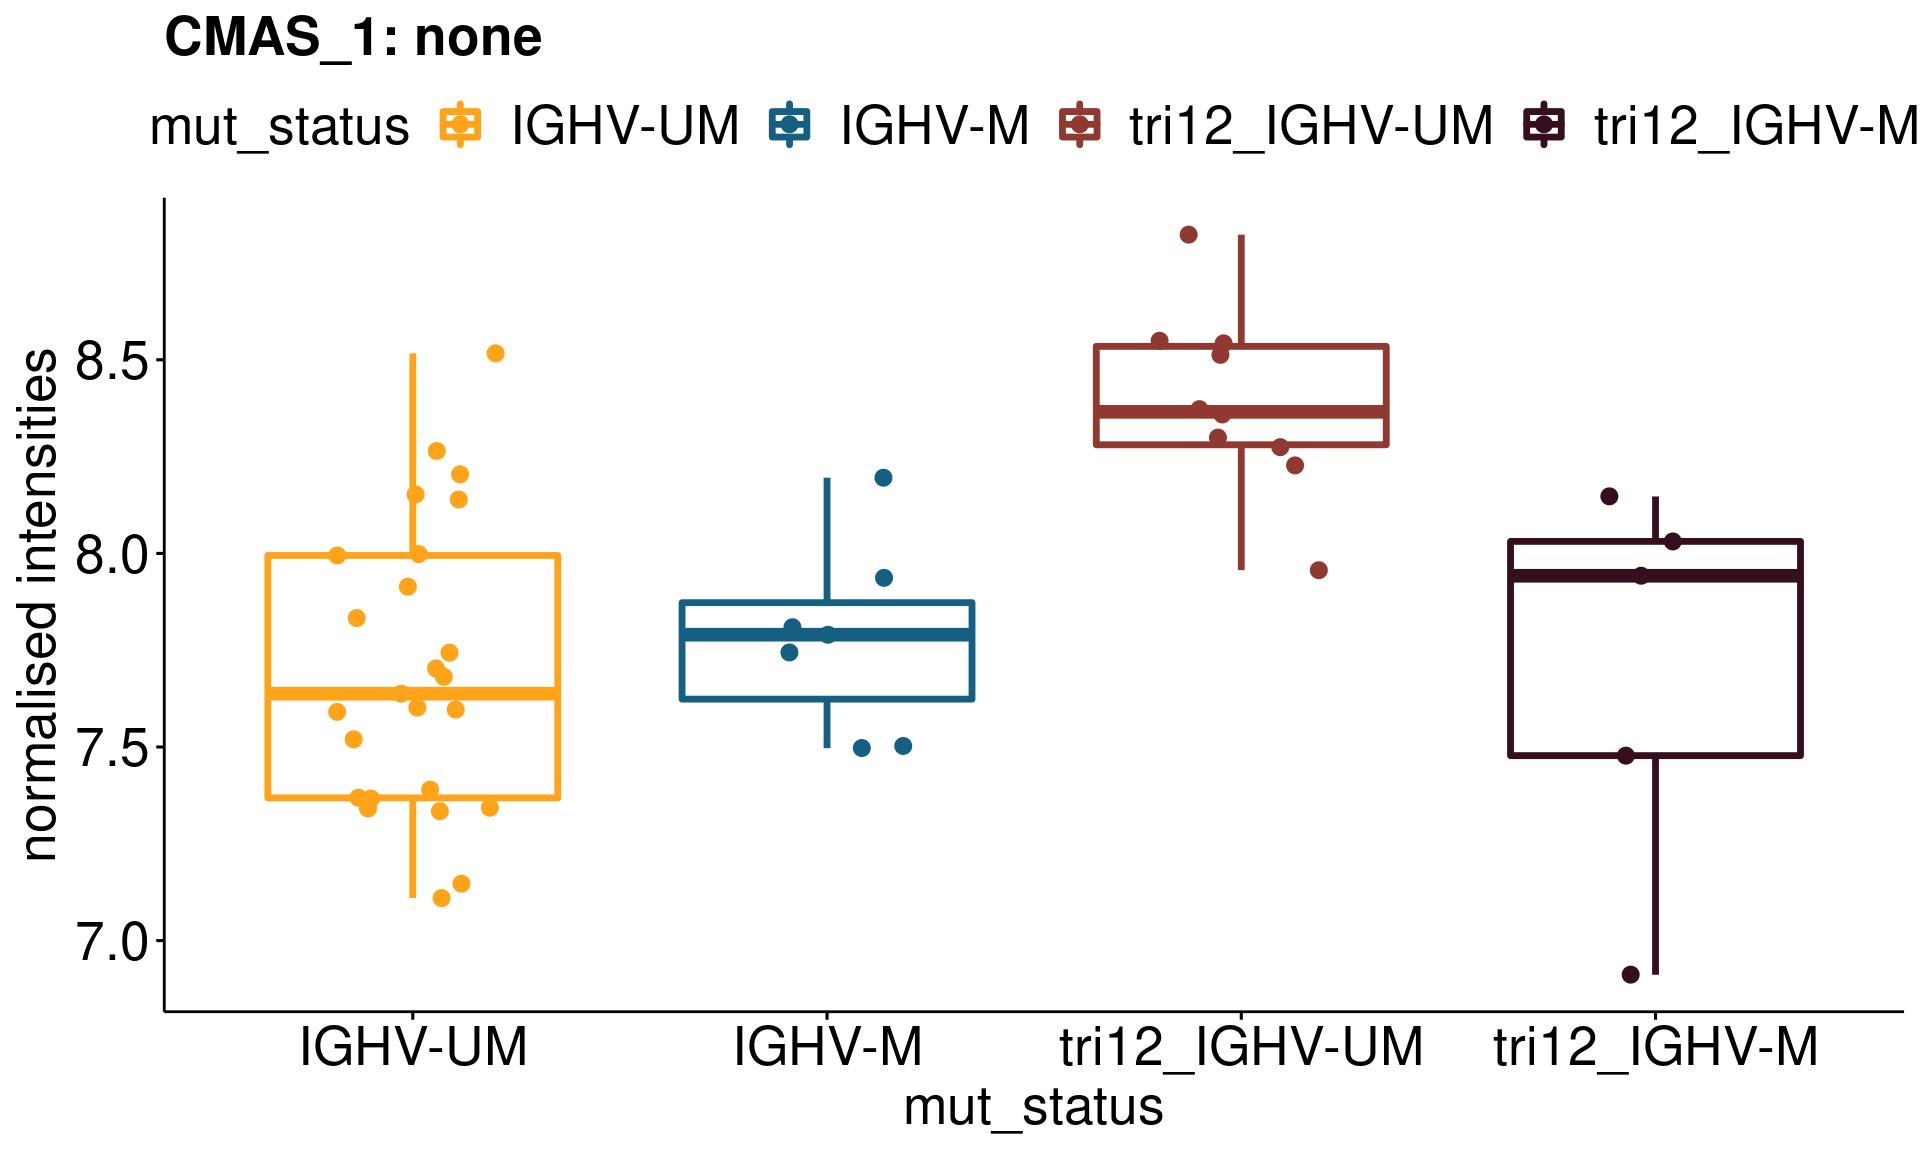 CMAS_1: none
mut_status IGHV-UM IGHV-M tri12_IGHV-UM tri12_IGHV-M
normalised intensities
8.5
8.0
7.5
7.0
IGHV-UM IGHV-M tri12_IGHV-UM tri12_IGHV-M
mut_status